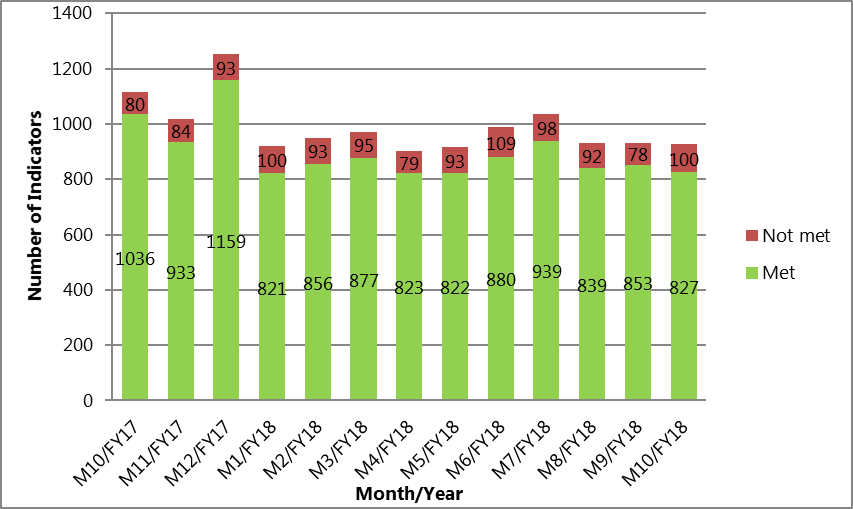 1400
1200
1000
800
600
400
200
0
Number of Indicators
80 84 93 100 93 95 79 93 109 98 92 78 100
1036 933 1159 821 856 877 823 822 880 939 839 853 827
M10/FY17 M11/FY17 M12/FY17 M1/FY18 M2/FY18 M3/FY18 M4/FY18 M5/FY18 M6/FY18 M7/FY18 M8/FY18 M9/FY18 M10/FY18
Month/Year
Not met
Met